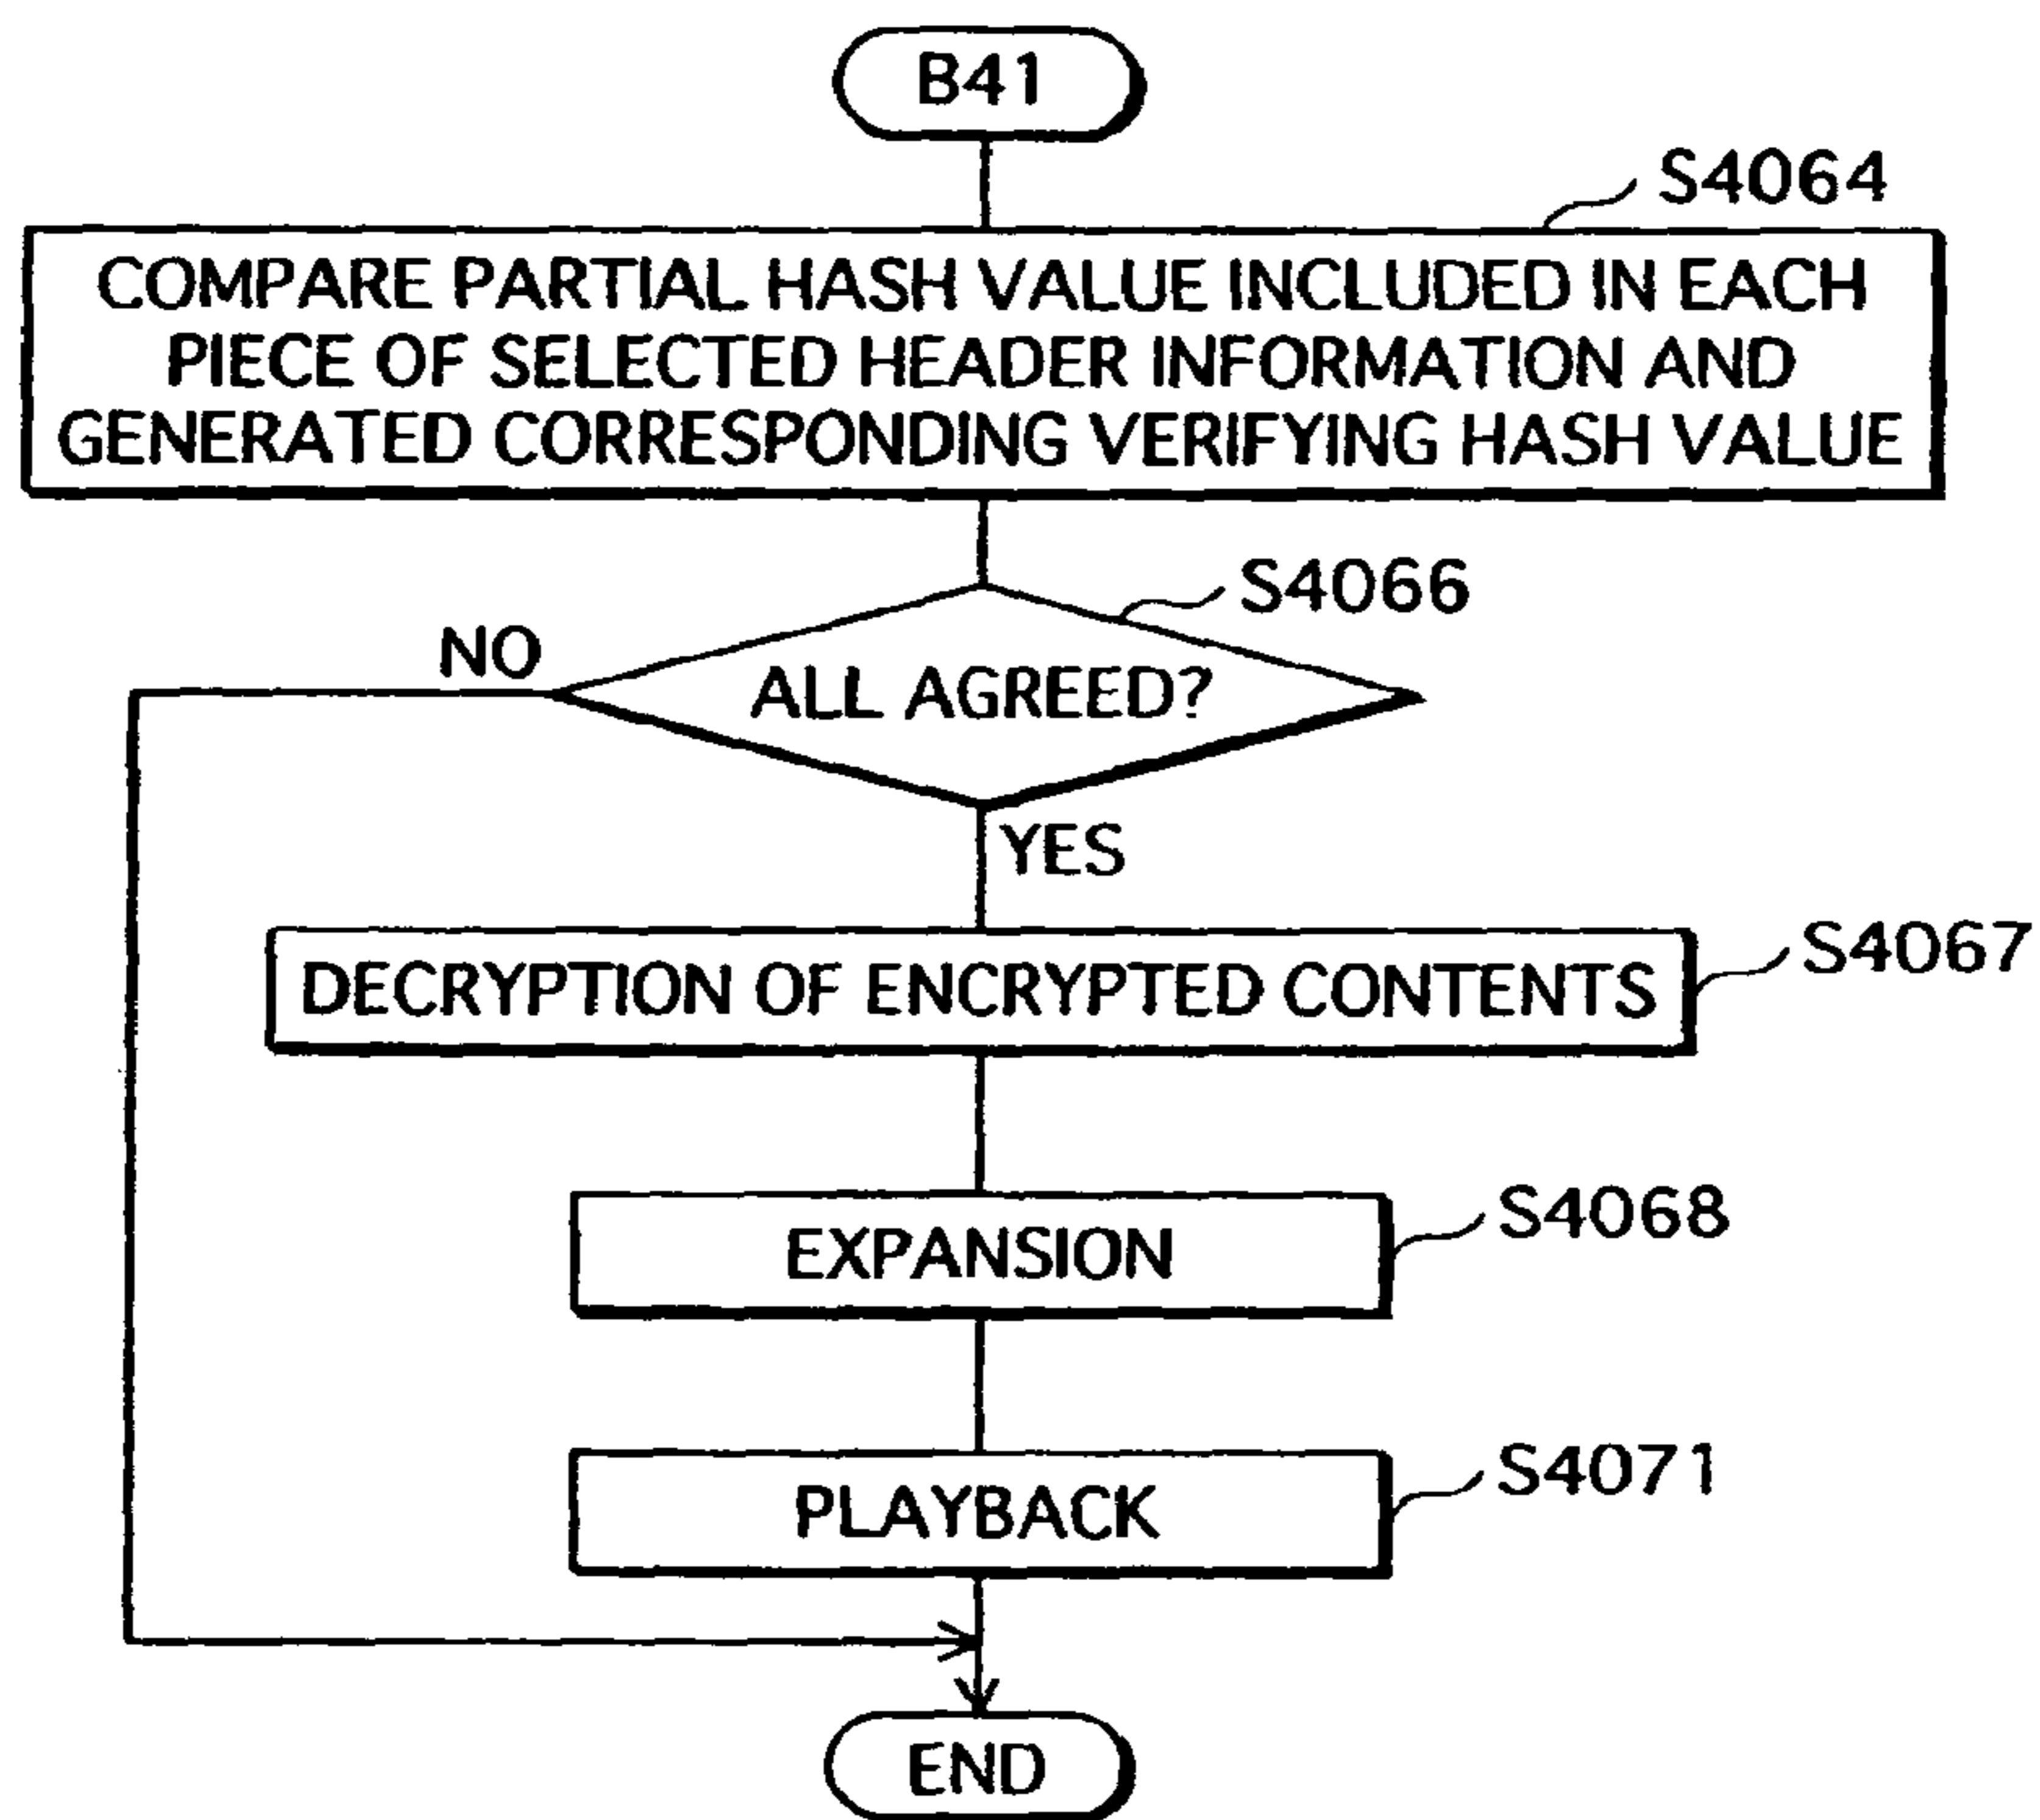 B41
S4064
COMPARE PARTIAL HASH VALUE INCLUDED IN EACH
PIECE OF SELECTED HEADER INFORMATION AND
GENERATED CORRESPONDING VERIFYING HASH VALUE
S4066
NO
ALL AGREED?
YES
S4067
DECRYPTION OF ENCRYPTED CONTENTS
S4068
EXPANSION
S4071
PLAYBACK
END